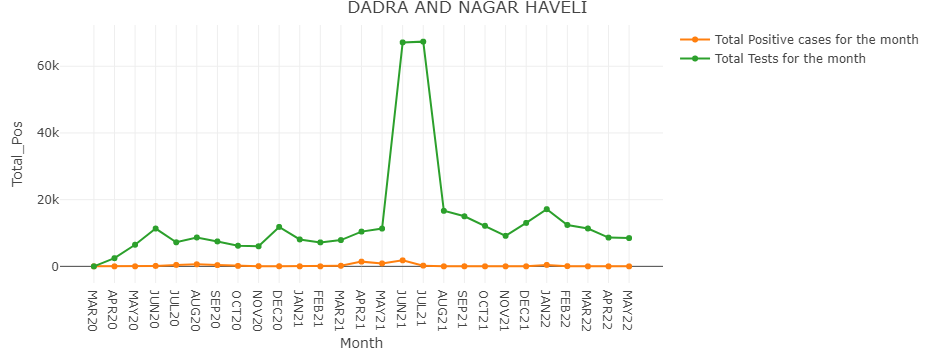 DADRA AND NAGAR HAVELI
Total Positive cases for the month
Total Tests for the month
Total_Pos
60k
40k
20k
0
MAR20
APR20
MAY20
JUN20
JUL20
AUG20
SEP20
OCT20
NOV20
DEC20
JAN21
FEB21
MAR21
APR21
MAY21
JUN21
JUL21
AUG21
SEP21
OCT21
NOV21
DEC21
JAN22
FEB22
MAR22
APR22
MAY22
Month